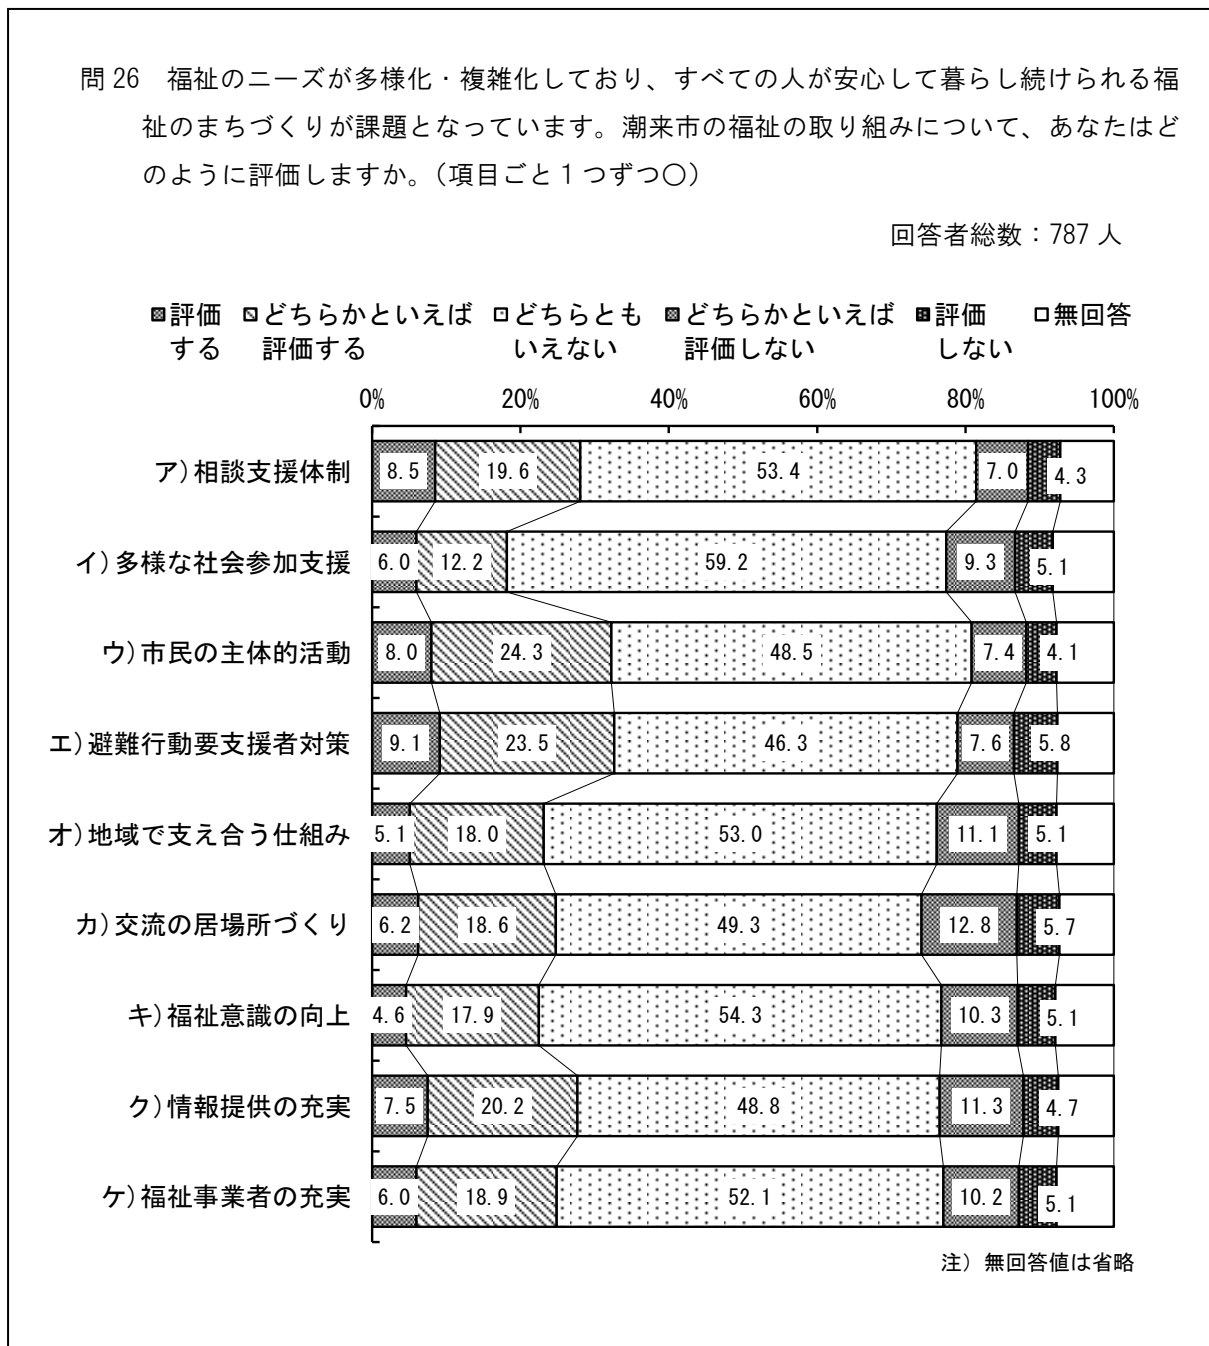 問26　福祉のニーズが多様化・複雑化しており、すべての人が安心して暮らし続けられる福
祉のまちづくりが課題となっています。潮来市の福祉の取り組みについて、あなたはど
のように評価しますか。（項目ごと１つずつ○）
回答者総数：787人
評価する どちらかといえば評価する どちらともいえない どちらかといえば評価しない 評価しない 無回答
0% 20% 40% 60% 80% 100%
ア)相談支援体制 8.5 19.6 53.4 7.0 4.3
イ)多様な社会参加支援 6.0 12.2 59.2 9.3 5.1
ウ)市民の主体的活動 8.0 24.3 48.5 7.4 4.1
エ)避難行動要支援者対策 9.1 23.5 46.3 7.6 5.8
オ)地域で支え合う仕組み 5.1 18.0 53.0 11.1 5.1
カ)交流の居場所づくり 6.2 18.6 49.3 12.8 5.7
キ)福祉意識の向上 4.6 17.9 54.3 10.3 5.1
ク)情報提供の充実 7.5 20.2 48.8 11.3 4.7
ケ)福祉事業者の充実 6.0 18.9 52.1 10.2 5.1
注）無回答値は省略